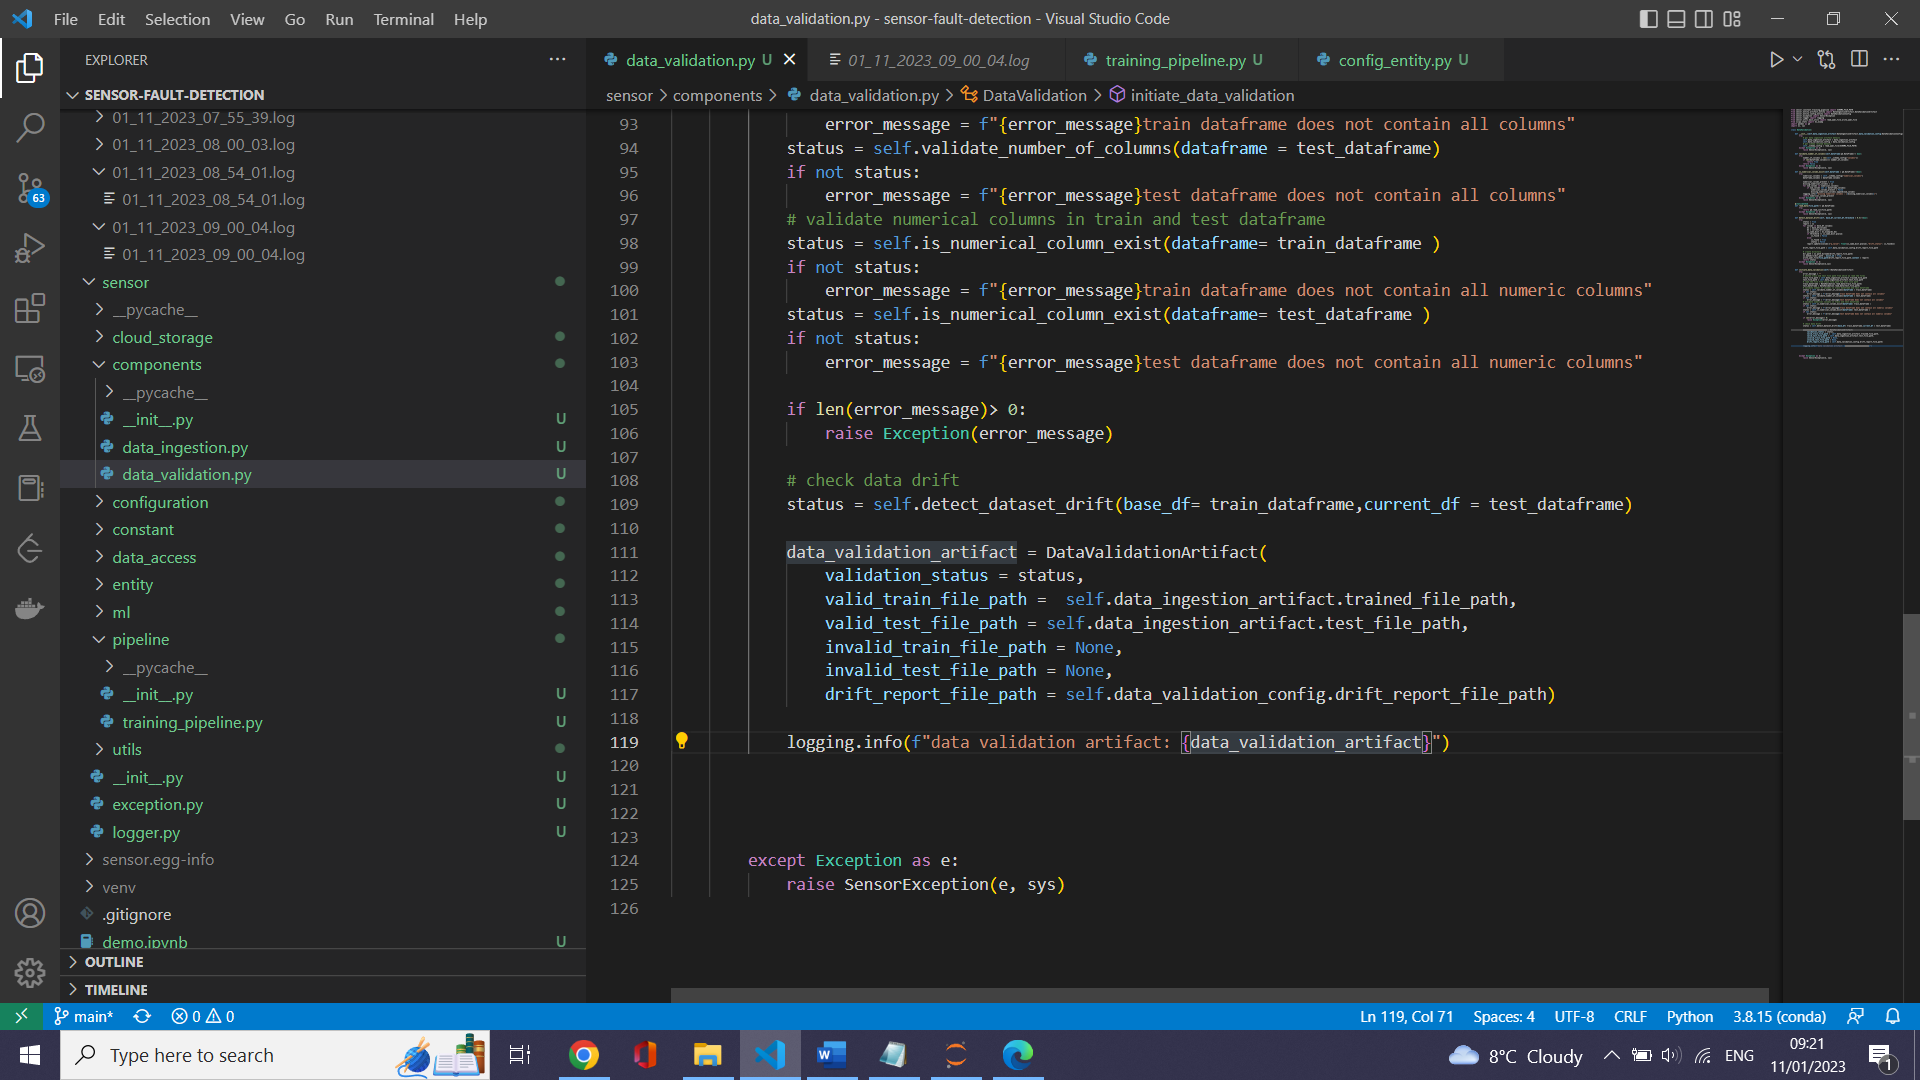 File Edit Selection View Go Run Terminal Help
data_validation.py - sensor-fault-detection - Visual Studio Code
EXPLORER
SENSOR-FAULT-DETECTION
01_11_2023_07_55_39.log
01_11_2023_08_00_03.log
01_11_2023_08_54_01.log
01_11_2023_08_54_01.log
01_11_2023_09_00_04.log
01_11_2023_09_00_04.log
sensor
__pycache__
cloud_storage
components
__pycache__
__init__.py U
data_ingestion.py U
data_validation.py U
configuration
constant
data_access
entity
ml
pipeline
__pycache__
__init__.py U
training_pipeline.py U
utils
__init__.py U
exception.py U
logger.py U
sensor.egg-info
venv
.gitignore
demo.ipynb U
OUTLINE
TIMELINE
63
data_validation.py U
01_11_2023_09_00_04.log
training_pipeline.py U
config_entity.py U
sensor > components > data_validation.py > DataValidation > initiate_data_validation
93 error_message = f"{error_message}train dataframe does not contain all columns"
94 status = self.validate_number_of_columns(dataframe = test_dataframe)
95 if not status:
96 error_message = f"{error_message}test dataframe does not contain all columns"
97 # validate numerical columns in train and test dataframe
98 status = self.is_numerical_column_exist(dataframe= train_dataframe )
99 if not status:
100 error_message = f"{error_message}train dataframe does not contain all numeric columns"
101 status = self.is_numerical_column_exist(dataframe= test_dataframe )
102 if not status:
103 error_message = f"{error_message}test dataframe does not contain all numeric columns"
104
105 if len(error_message)> 0:
106 raise Exception(error_message)
107
108 # check data drift
109 status = self.detect_dataset_drift(base_df= train_dataframe,current_df = test_dataframe)
110
111 data_validation_artifact = DataValidationArtifact(
112 validation_status = status,
113 valid_train_file_path =  self.data_ingestion_artifact.trained_file_path,
114 valid_test_file_path = self.data_ingestion_artifact.test_file_path,
115 invalid_train_file_path = None,
116 invalid_test_file_path = None,
117 drift_report_file_path = self.data_validation_config.drift_report_file_path)
118
119 logging.info(f"data validation artifact: {data_validation_artifact}")
120
121
122
123
124 except Exception as e:
125 raise SensorException(e, sys)
126
main* 0 0
Ln 119, Col 71 Spaces: 4 UTF-8 CRLF Python 3.8.15 (conda)
Type here to search
8°C Cloudy
ENG
09:21
11/01/2023
1